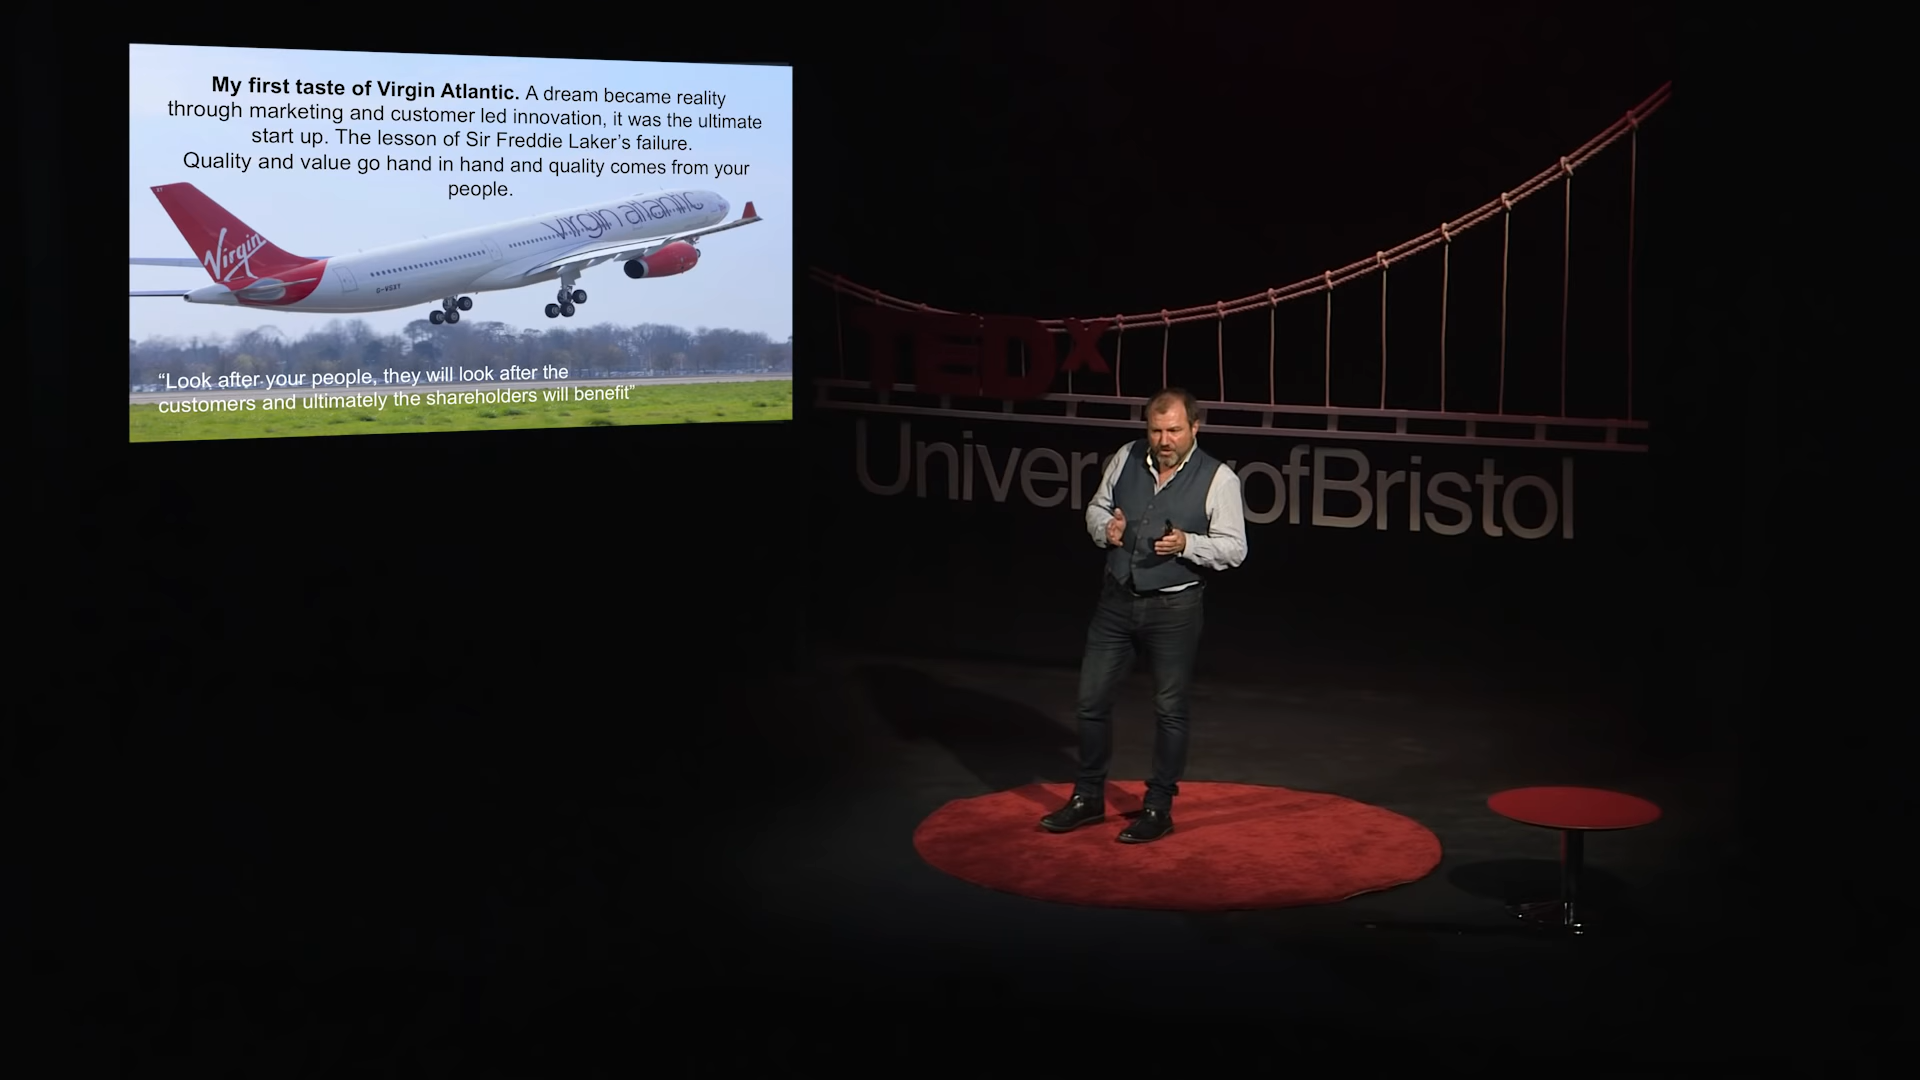 My first taste of Virgin Atlantic. A dream became reality
through marketing and customer led innovation, it was the ultimate
start up. The lesson of Sir Freddie Laker's failure.
Quality and value go hand in hand and quality comes from your
people.
virgin atlantic
Virgin
G-VSXY
“Look after your people, they will look after the
customers and ultimately the shareholders will benefit”
TEDx
Univer yofBristol